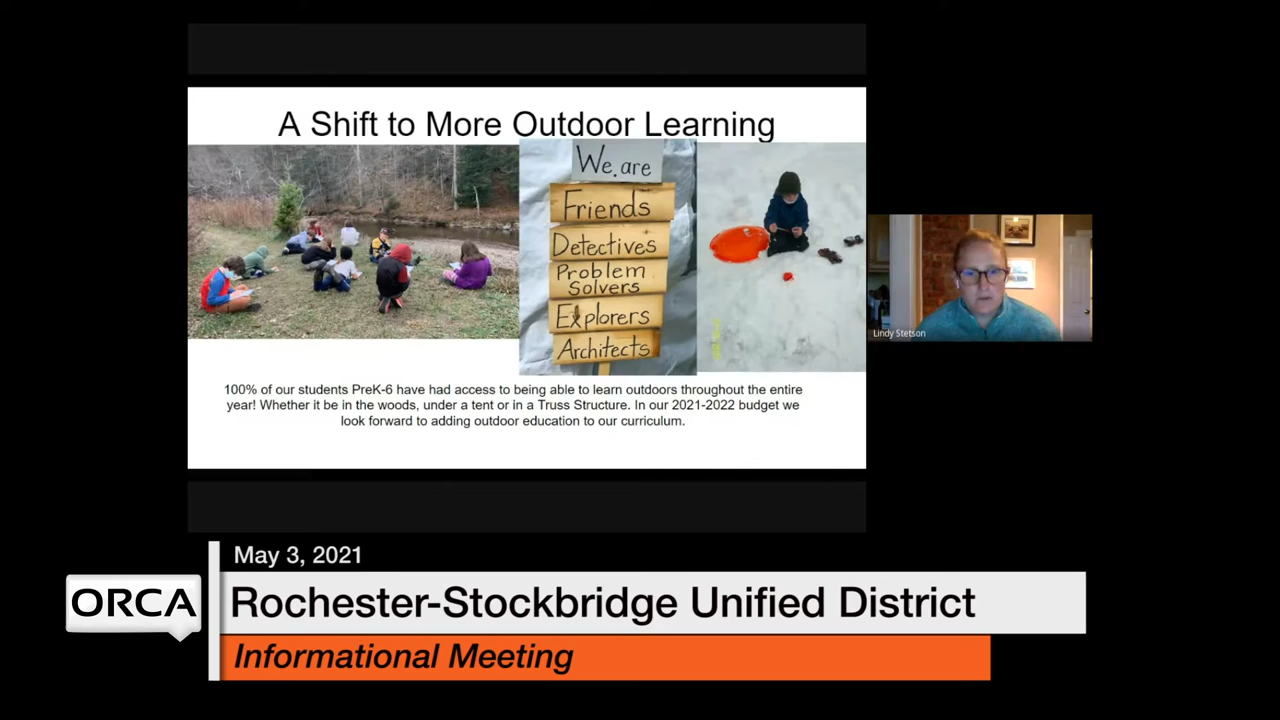 A Shift to More Outdoor Learning
We are
Friends
Detectives
Problem
Solvers
Explorers
Architects
100% of our students PreK-6 have had access to being able to learn outdoors throughout the entire
year! Whether it be in the woods, under a tent or in a Truss Structure. In our 2021-2022 budget we
look forward to adding outdoor education to our curriculum.
Lindy Stetson
May 3, 2021
ORCA
Rochester-Stockbridge Unified District
Informational Meeting